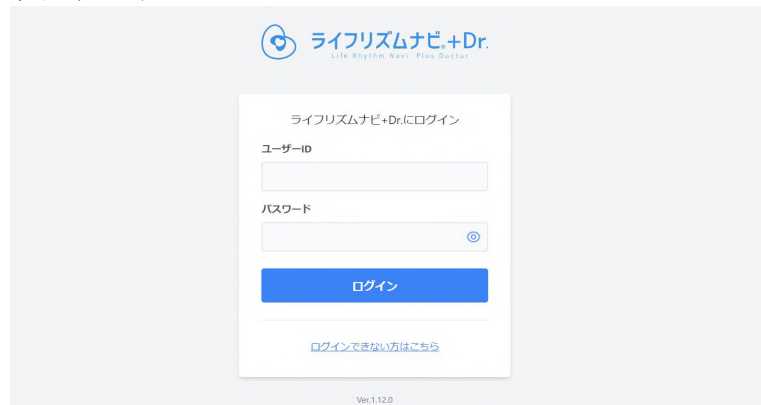 ライフリズムナビ®+Dr.
Life Rhythm Navi Plus Doctor
ライフリズムナビ+Dr.にログイン
ユーザーID
パスワード
ログイン
ログインできない方はこちら
Ver.1.12.0